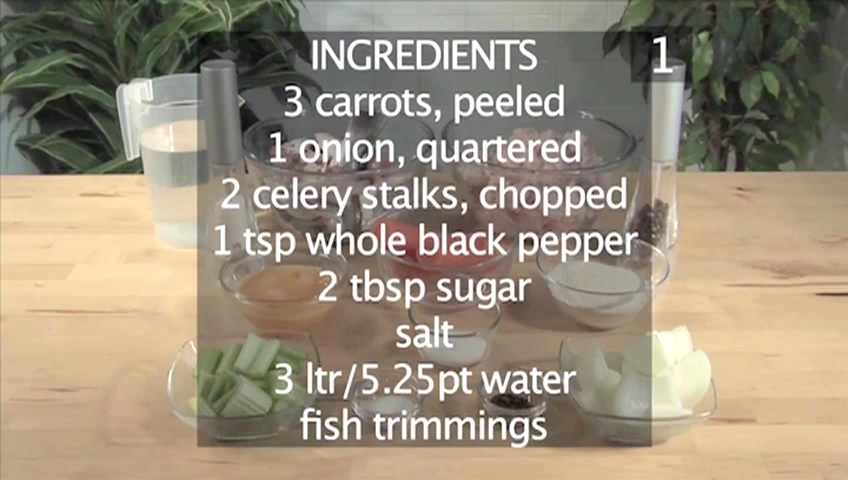 INGREDIENTS 1
3 carrots, peeled
1 onion, quartered
2 celery stalks, chopped
1 tsp whole black pepper
2 tbsp sugar
salt
3 ltr/5.25pt water
fish trimmings